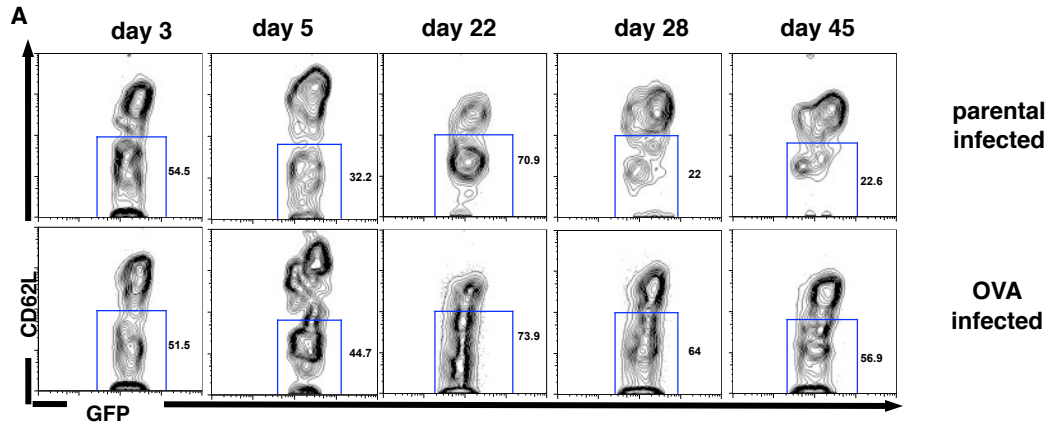 A
day 3 day 5 day 22 day 28 day 45
54.5 32.2 70.9 22 22.6
parental
infected
CD62L
51.5 44.7 73.9 64 56.9
OVA
infected
GFP